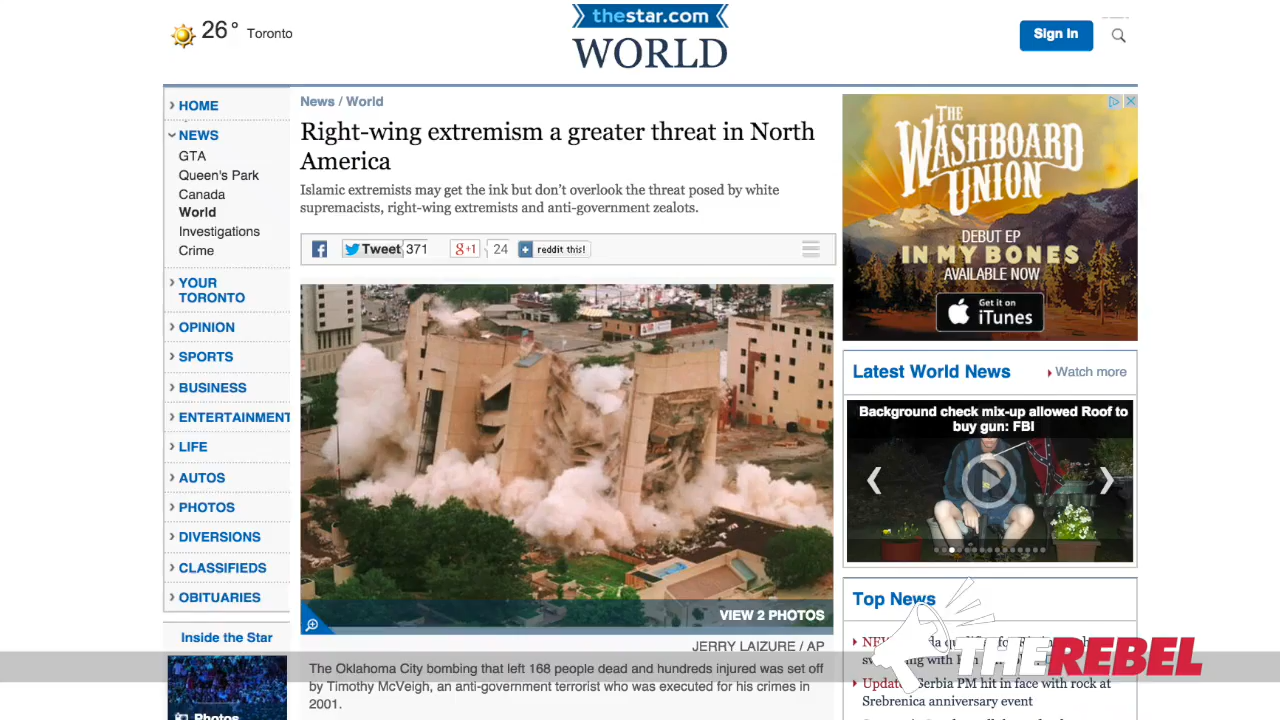 26° Toronto
thestar.com
WORLD
Sign In
HOME
NEWS
GTA
Queen's Park
Canada
World
Investigations
Crime
YOUR
TORONTO
OPINION
SPORTS
BUSINESS
ENTERTAINMENT
LIFE
AUTOS
PHOTOS
DIVERSIONS
CLASSIFIEDS
OBITUARIES
Inside the Star
Photos
News / World
Right-wing extremism a greater threat in North
America
Islamic extremists may get the ink but don't overlook the threat posed by white
supremacists, right-wing extremists and anti-government zealots.
Tweet 371
g+1 24
reddit this!
VIEW 2 PHOTOS
JERRY LAIZURE / AP
The Oklahoma City bombing that left 168 people dead and hundreds injured was set off
by Timothy McVeigh, an anti-government terrorist who was executed for his crimes in
2001.
THE
WASHBOARD
UNION
DEBUT EP
IN MY BONES
AVAILABLE NOW
Get it on
iTunes
Latest World News
Watch more
Background check mix-up allowed Roof to
buy gun: FBI
Top News
with
Serbia PM hit in face with rock at
Srebrenica anniversary event
THE REBEL